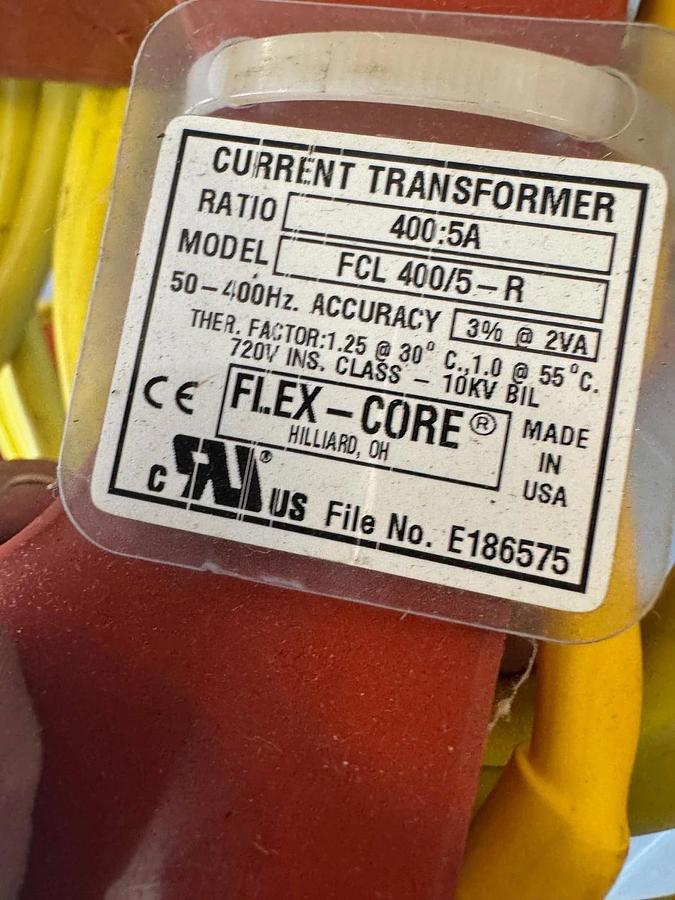 CURRENT TRANSFORMER
RATIO 400:5A
MODEL FCL 400/5-R
50-400Hz. ACCURACY 3% @ 2VA
THER. FACTOR:1.25 @ 30° C.,1.0 @ 55°C.
720V INS. CLASS - 10KV BIL
CE FLEX-CORE® MADE
HILLIARD, OH IN
USA
c RU® US File No. E186575